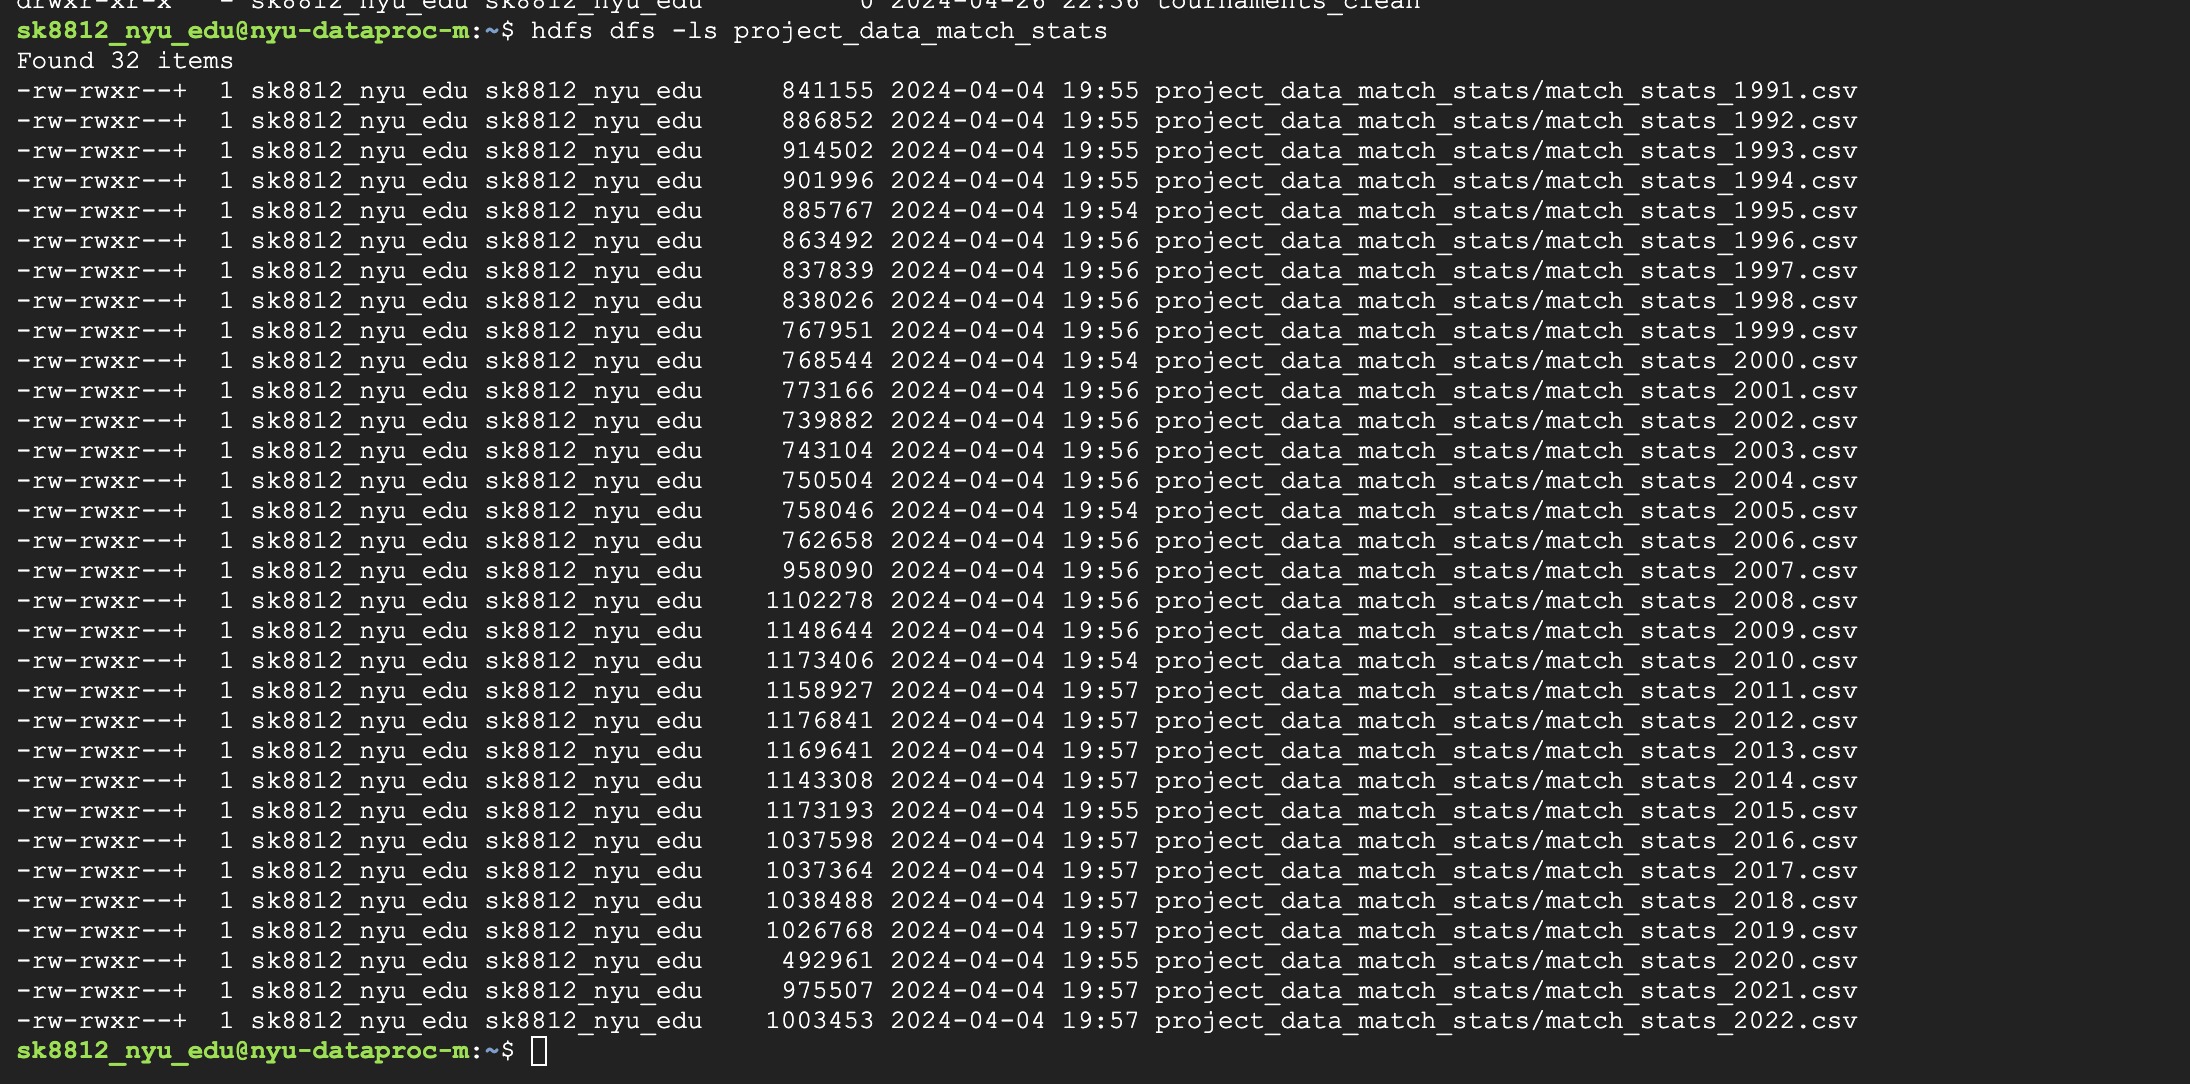 drwxr-xr-x   - sk8812_nyu_edu sk8812_nyu_edu          0 2024-04-26 22:36 tournaments_clean
sk8812_nyu_edu@nyu-dataproc-m:~$ hdfs dfs -ls project_data_match_stats
Found 32 items
-rw-rwxr--+  1 sk8812_nyu_edu sk8812_nyu_edu     841155 2024-04-04 19:55 project_data_match_stats/match_stats_1991.csv
-rw-rwxr--+  1 sk8812_nyu_edu sk8812_nyu_edu     886852 2024-04-04 19:55 project_data_match_stats/match_stats_1992.csv
-rw-rwxr--+  1 sk8812_nyu_edu sk8812_nyu_edu     914502 2024-04-04 19:55 project_data_match_stats/match_stats_1993.csv
-rw-rwxr--+  1 sk8812_nyu_edu sk8812_nyu_edu     901996 2024-04-04 19:55 project_data_match_stats/match_stats_1994.csv
-rw-rwxr--+  1 sk8812_nyu_edu sk8812_nyu_edu     885767 2024-04-04 19:54 project_data_match_stats/match_stats_1995.csv
-rw-rwxr--+  1 sk8812_nyu_edu sk8812_nyu_edu     863492 2024-04-04 19:56 project_data_match_stats/match_stats_1996.csv
-rw-rwxr--+  1 sk8812_nyu_edu sk8812_nyu_edu     837839 2024-04-04 19:56 project_data_match_stats/match_stats_1997.csv
-rw-rwxr--+  1 sk8812_nyu_edu sk8812_nyu_edu     838026 2024-04-04 19:56 project_data_match_stats/match_stats_1998.csv
-rw-rwxr--+  1 sk8812_nyu_edu sk8812_nyu_edu     767951 2024-04-04 19:56 project_data_match_stats/match_stats_1999.csv
-rw-rwxr--+  1 sk8812_nyu_edu sk8812_nyu_edu     768544 2024-04-04 19:54 project_data_match_stats/match_stats_2000.csv
-rw-rwxr--+  1 sk8812_nyu_edu sk8812_nyu_edu     773166 2024-04-04 19:56 project_data_match_stats/match_stats_2001.csv
-rw-rwxr--+  1 sk8812_nyu_edu sk8812_nyu_edu     739882 2024-04-04 19:56 project_data_match_stats/match_stats_2002.csv
-rw-rwxr--+  1 sk8812_nyu_edu sk8812_nyu_edu     743104 2024-04-04 19:56 project_data_match_stats/match_stats_2003.csv
-rw-rwxr--+  1 sk8812_nyu_edu sk8812_nyu_edu     750504 2024-04-04 19:56 project_data_match_stats/match_stats_2004.csv
-rw-rwxr--+  1 sk8812_nyu_edu sk8812_nyu_edu     758046 2024-04-04 19:54 project_data_match_stats/match_stats_2005.csv
-rw-rwxr--+  1 sk8812_nyu_edu sk8812_nyu_edu     762658 2024-04-04 19:56 project_data_match_stats/match_stats_2006.csv
-rw-rwxr--+  1 sk8812_nyu_edu sk8812_nyu_edu     958090 2024-04-04 19:56 project_data_match_stats/match_stats_2007.csv
-rw-rwxr--+  1 sk8812_nyu_edu sk8812_nyu_edu    1102278 2024-04-04 19:56 project_data_match_stats/match_stats_2008.csv
-rw-rwxr--+  1 sk8812_nyu_edu sk8812_nyu_edu    1148644 2024-04-04 19:56 project_data_match_stats/match_stats_2009.csv
-rw-rwxr--+  1 sk8812_nyu_edu sk8812_nyu_edu    1173406 2024-04-04 19:54 project_data_match_stats/match_stats_2010.csv
-rw-rwxr--+  1 sk8812_nyu_edu sk8812_nyu_edu    1158927 2024-04-04 19:57 project_data_match_stats/match_stats_2011.csv
-rw-rwxr--+  1 sk8812_nyu_edu sk8812_nyu_edu    1176841 2024-04-04 19:57 project_data_match_stats/match_stats_2012.csv
-rw-rwxr--+  1 sk8812_nyu_edu sk8812_nyu_edu    1169641 2024-04-04 19:57 project_data_match_stats/match_stats_2013.csv
-rw-rwxr--+  1 sk8812_nyu_edu sk8812_nyu_edu    1143308 2024-04-04 19:57 project_data_match_stats/match_stats_2014.csv
-rw-rwxr--+  1 sk8812_nyu_edu sk8812_nyu_edu    1173193 2024-04-04 19:55 project_data_match_stats/match_stats_2015.csv
-rw-rwxr--+  1 sk8812_nyu_edu sk8812_nyu_edu    1037598 2024-04-04 19:57 project_data_match_stats/match_stats_2016.csv
-rw-rwxr--+  1 sk8812_nyu_edu sk8812_nyu_edu    1037364 2024-04-04 19:57 project_data_match_stats/match_stats_2017.csv
-rw-rwxr--+  1 sk8812_nyu_edu sk8812_nyu_edu    1038488 2024-04-04 19:57 project_data_match_stats/match_stats_2018.csv
-rw-rwxr--+  1 sk8812_nyu_edu sk8812_nyu_edu    1026768 2024-04-04 19:57 project_data_match_stats/match_stats_2019.csv
-rw-rwxr--+  1 sk8812_nyu_edu sk8812_nyu_edu     492961 2024-04-04 19:55 project_data_match_stats/match_stats_2020.csv
-rw-rwxr--+  1 sk8812_nyu_edu sk8812_nyu_edu     975507 2024-04-04 19:57 project_data_match_stats/match_stats_2021.csv
-rw-rwxr--+  1 sk8812_nyu_edu sk8812_nyu_edu    1003453 2024-04-04 19:57 project_data_match_stats/match_stats_2022.csv
sk8812_nyu_edu@nyu-dataproc-m:~$